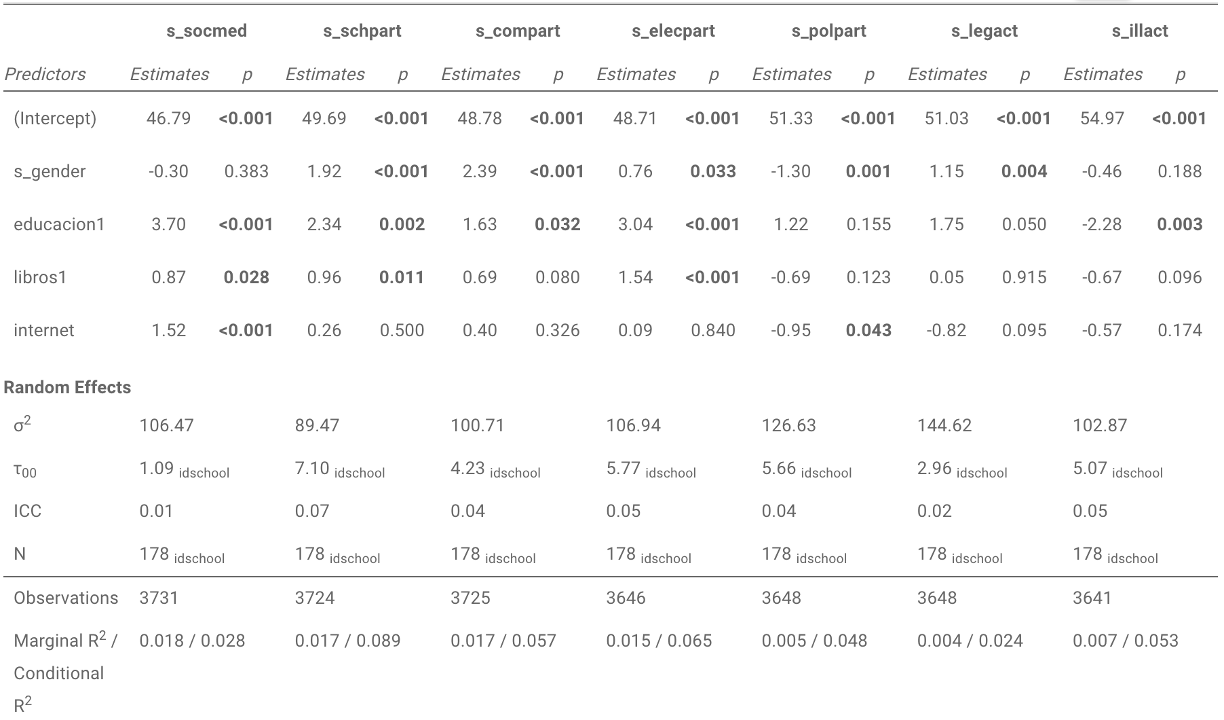 s_socmed s_schpart s_compart s_elecpart s_polpart s_legact s_illact
Predictors Estimates p Estimates p Estimates p Estimates p Estimates p Estimates p Estimates p
(Intercept) 46.79 <0.001 49.69 <0.001 48.78 <0.001 48.71 <0.001 51.33 <0.001 51.03 <0.001 54.97 <0.001
s_gender -0.30 0.383 1.92 <0.001 2.39 <0.001 0.76 0.033 -1.30 0.001 1.15 0.004 -0.46 0.188
educacion1 3.70 <0.001 2.34 0.002 1.63 0.032 3.04 <0.001 1.22 0.155 1.75 0.050 -2.28 0.003
libros1 0.87 0.028 0.96 0.011 0.69 0.080 1.54 <0.001 -0.69 0.123 0.05 0.915 -0.67 0.096
internet 1.52 <0.001 0.26 0.500 0.40 0.326 0.09 0.840 -0.95 0.043 -0.82 0.095 -0.57 0.174
Random Effects
σ² 106.47 89.47 100.71 106.94 126.63 144.62 102.87
τ₀₀ 1.09 idschool 7.10 idschool 4.23 idschool 5.77 idschool 5.66 idschool 2.96 idschool 5.07 idschool
ICC 0.01 0.07 0.04 0.05 0.04 0.02 0.05
N 178 idschool 178 idschool 178 idschool 178 idschool 178 idschool 178 idschool 178 idschool
Observations 3731 3724 3725 3646 3648 3648 3641
Marginal R² / 0.018 / 0.028 0.017 / 0.089 0.017 / 0.057 0.015 / 0.065 0.005 / 0.048 0.004 / 0.024 0.007 / 0.053
Conditional
R²